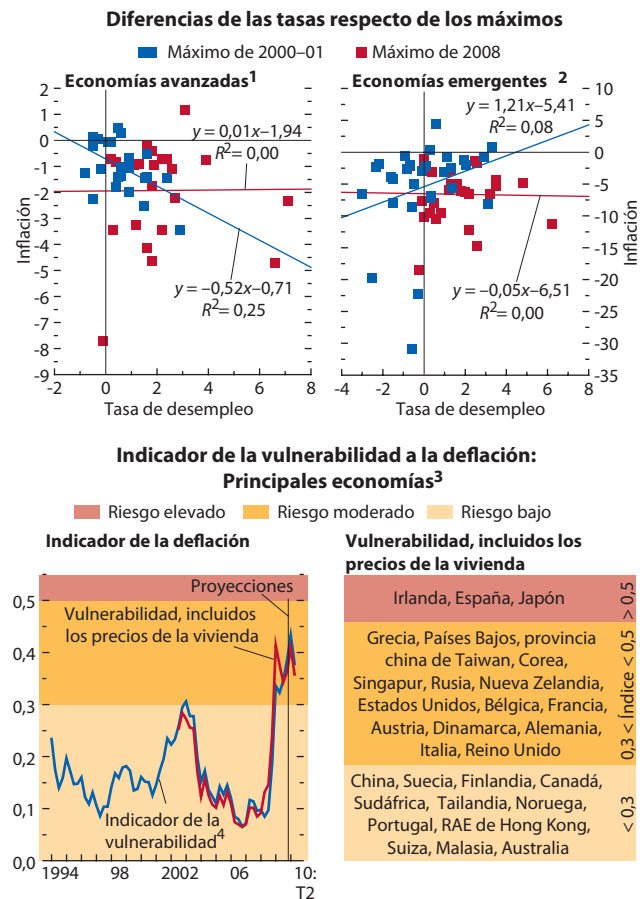 Diferencias de las tasas respecto de los máximos
Máximo de 2000–01
Máximo de 2008
Economías avanzadas1
2
1
0
-1
-2
-3
-4
-5
-6
-7
-8
-9
Inflación
y = 0,01x–1,94
R2= 0,00
y = –0,52x–0,71
R2= 0,25
-2 0 2 4 6 8
Tasa de desempleo
Economías emergentes 2
10
5
0
-5
-10
-15
-20
-25
-30
-35
Inflación
y = 1,21x–5,41
R2= 0,08
y = –0,05x–6,51
R2= 0,00
-4 -2 0 2 4 6 8
Tasa de desempleo
Indicador de la vulnerabilidad a la deflación:
Principales economías3
Riesgo elevado
Riesgo moderado
Riesgo bajo
Indicador de la deflación
Proyecciones
Vulnerabilidad, incluidos
los precios de la vivienda
Indicador de la
vulnerabilidad4
0,5
0,4
0,3
0,2
0,1
0,0
1994 98 2002 06 10:
T2
Vulnerabilidad, incluidos los
precios de la vivienda
Irlanda, España, Japón
> 0,5
Grecia, Países Bajos, provincia
china de Taiwan, Corea,
Singapur, Rusia, Nueva Zelandia,
Estados Unidos, Bélgica, Francia,
Austria, Dinamarca, Alemania,
Italia, Reino Unido
0,3 < Índice < 0,5
China, Suecia, Finlandia, Canadá,
Sudáfrica, Tailandia, Noruega,
Portugal, RAE de Hong Kong,
Suiza, Malasia, Australia
< 0,3